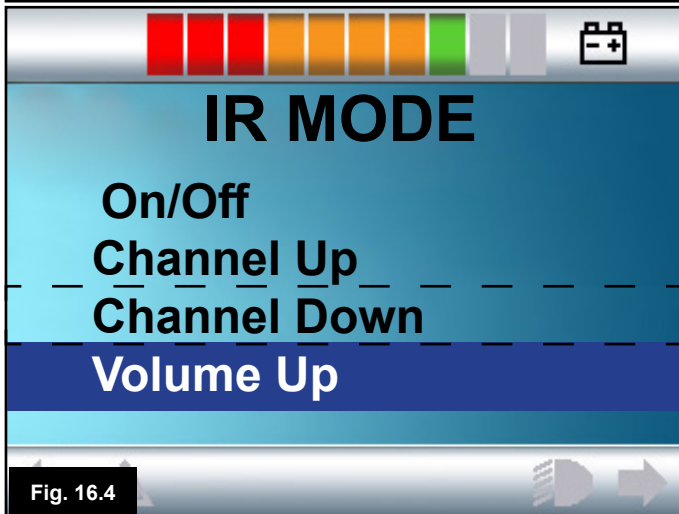 IR MODE
On/Off
Channel Up
Channel Down
Volume Up
Fig. 16.4